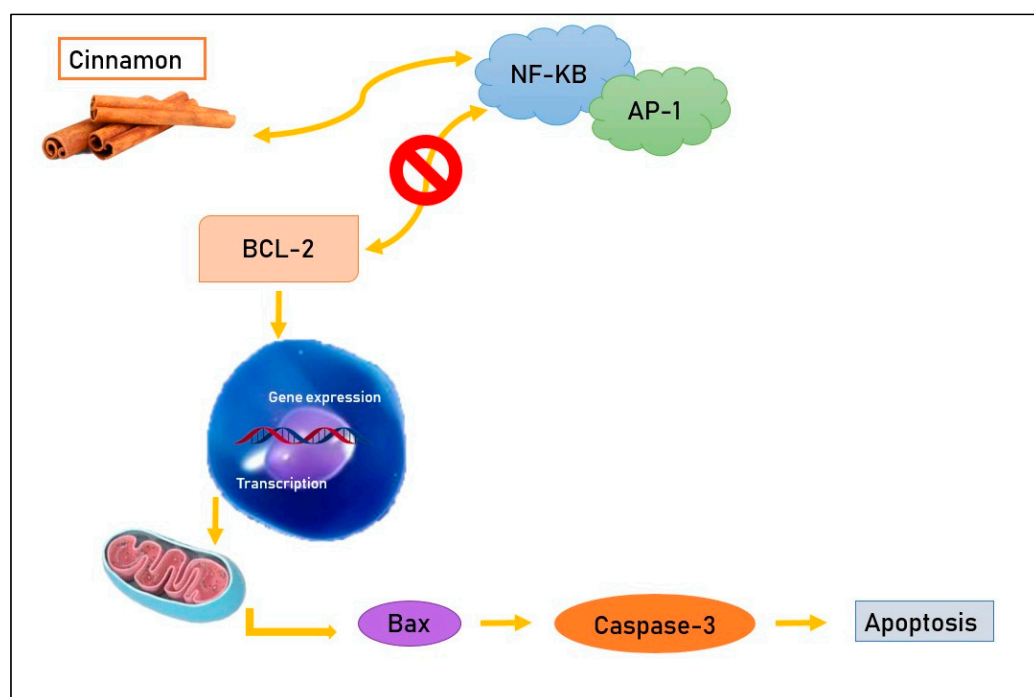 Cinnamon
NF-KB
AP-1
BCL-2
Gene expression
Transcription
Bax
Caspase-3
Apoptosis